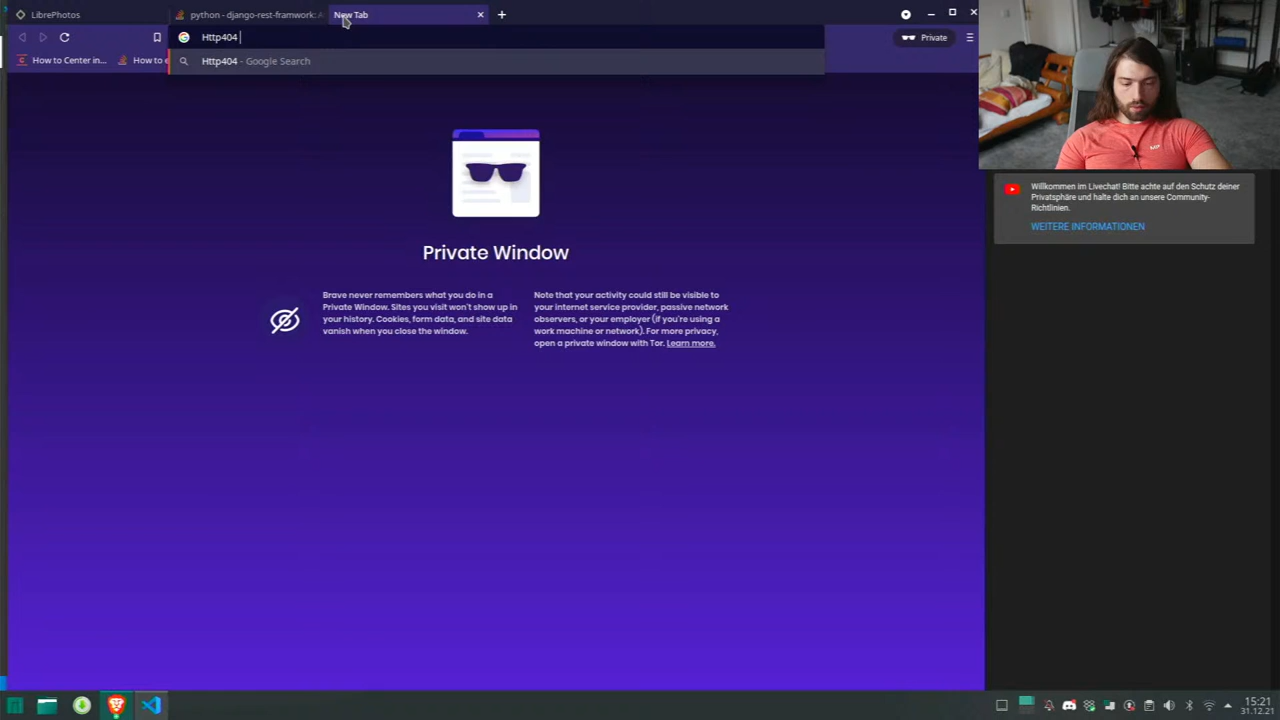 LibrePhotos
python - django-rest-framwork: A
New Tab
Http404
Private
How to Center in...
How to e
Http404 - Google Search
Private Window
Brave never remembers what you do in a
Private Window. Sites you visit won't show up in
your history. Cookies, form data, and site data
vanish when you close the window.
Note that your activity could still be visible to
your internet service provider, passive network
observers, or your employer (if you're using a
work machine or network). For more privacy,
open a private window with Tor. Learn more.
Willkommen im Livechat! Bitte achte auf den Schutz deiner
Privatsphäre und halte dich an unsere Community-
Richtlinien.
WEITERE INFORMATIONEN
15:21
31.12.21